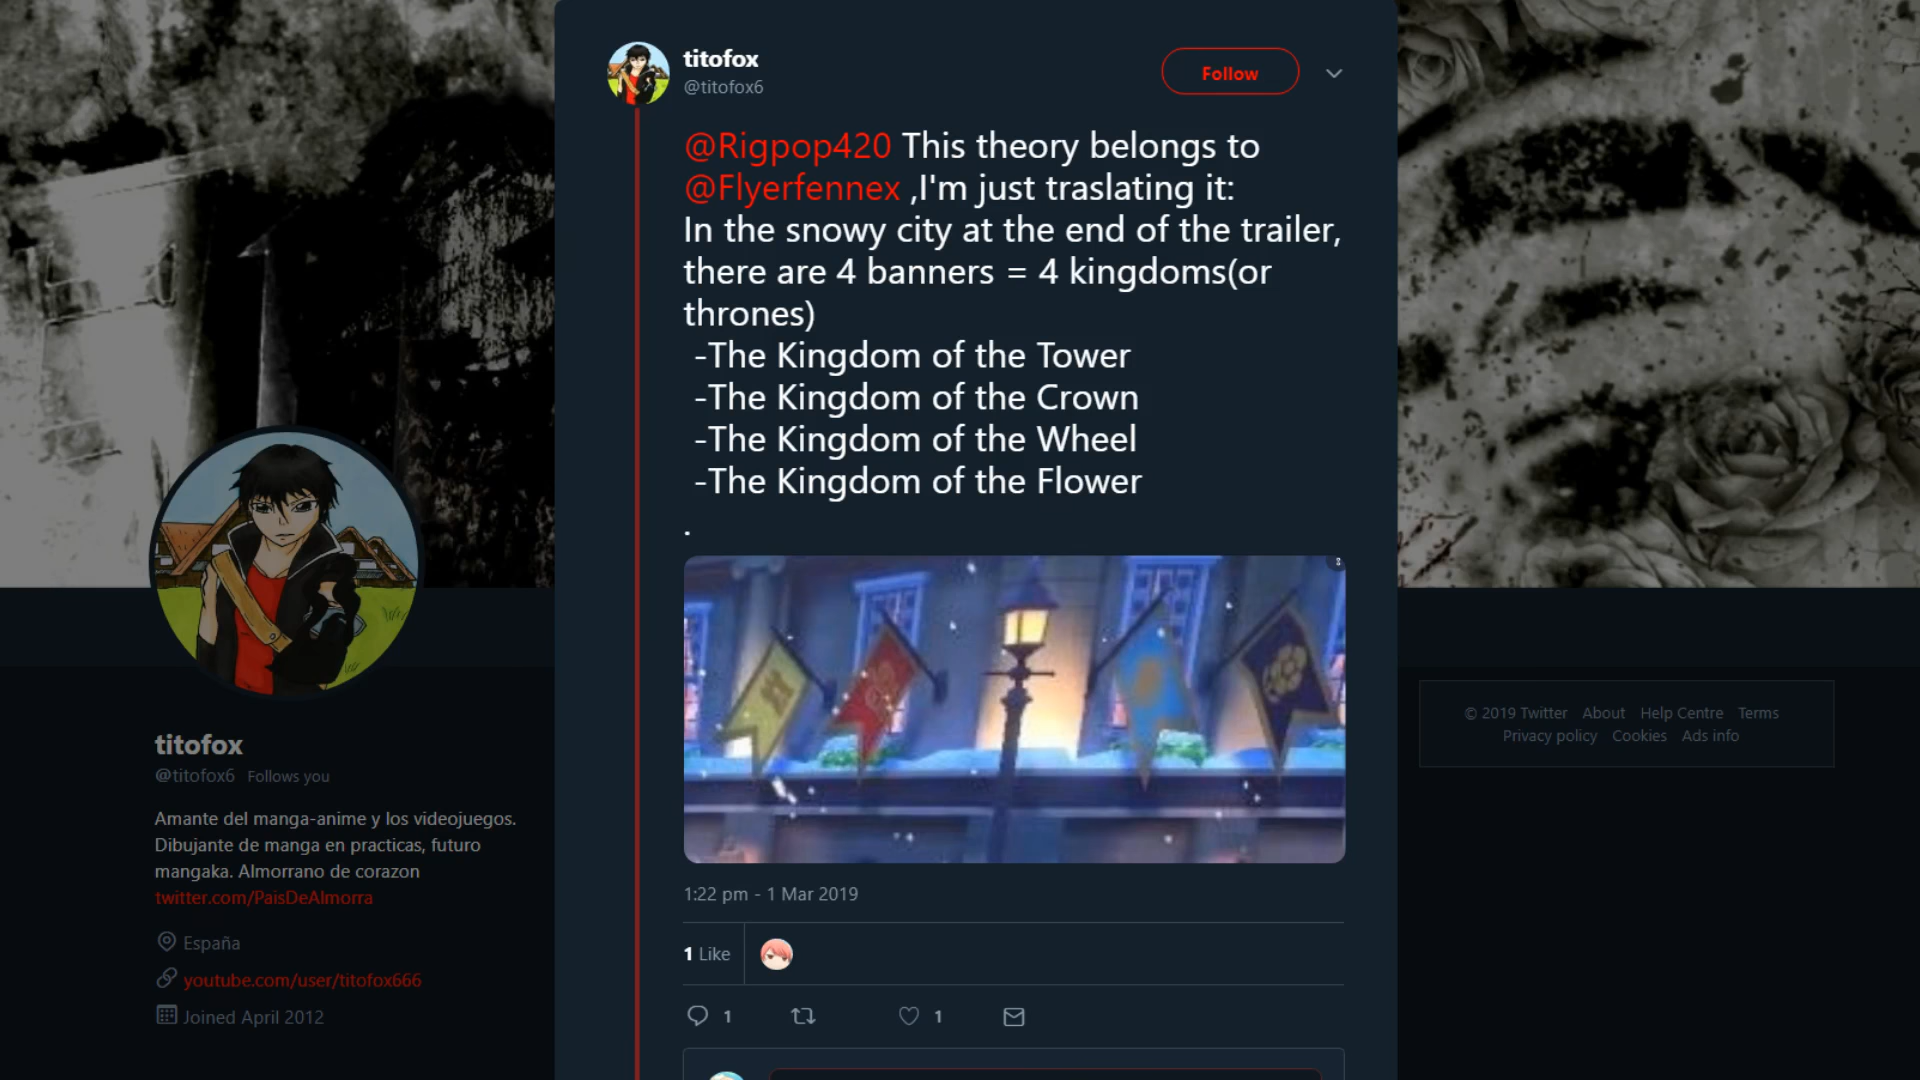 titofox
@titofox6
Follow
@Rigpop420 This theory belongs to
@Flyerfennex ,I'm just traslating it:
In the snowy city at the end of the trailer,
there are 4 banners = 4 kingdoms(or
thrones)
-The Kingdom of the Tower
-The Kingdom of the Crown
-The Kingdom of the Wheel
-The Kingdom of the Flower
.
1:22 pm - 1 Mar 2019
1 Like
1
1
titofox
@titofox6 Follows you
Amante del manga-anime y los videojuegos.
Dibujante de manga en practicas, futuro
mangaka. Almorrano de corazon
twitter.com/PaisDeAlmorra
España
youtube.com/user/titofox666
Joined April 2012
© 2019 Twitter About Help Centre Terms
Privacy policy Cookies Ads info